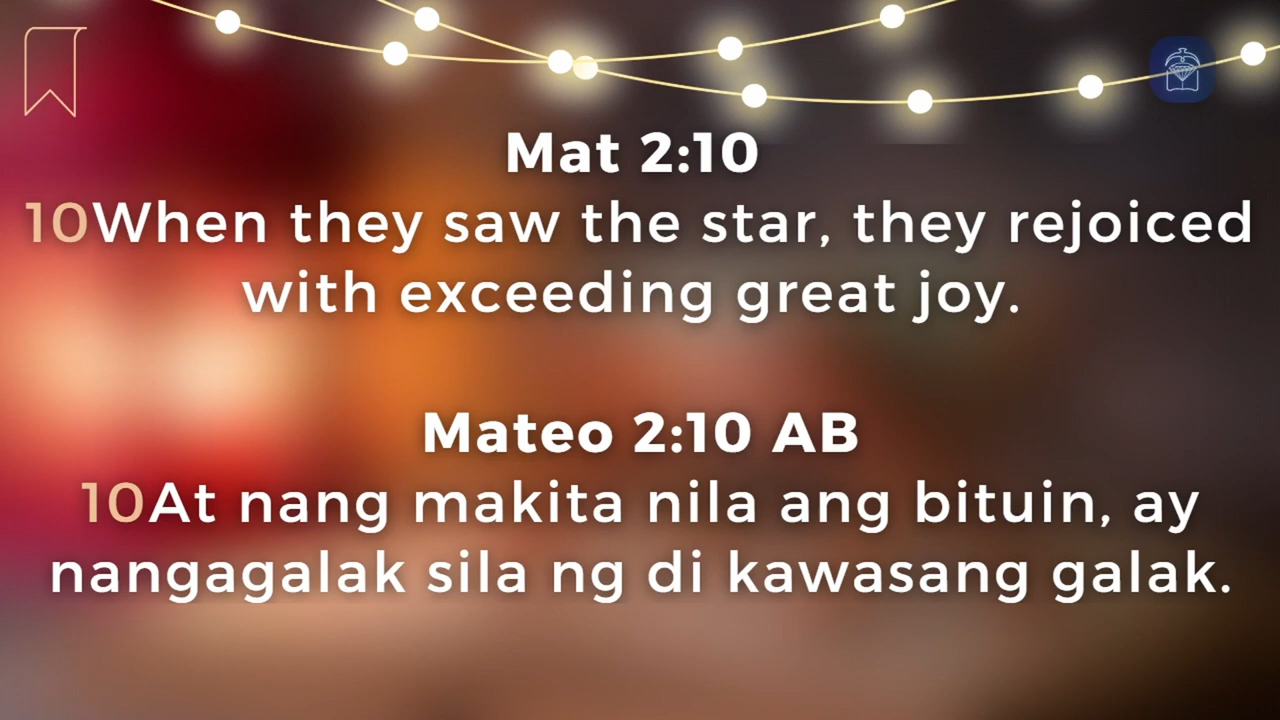 Mat 2:10
10When they saw the star, they rejoiced
with exceeding great joy.
Mateo 2:10 AB
10At nang makita nila ang bituin, ay
nangagalak sila ng di kawasang galak.